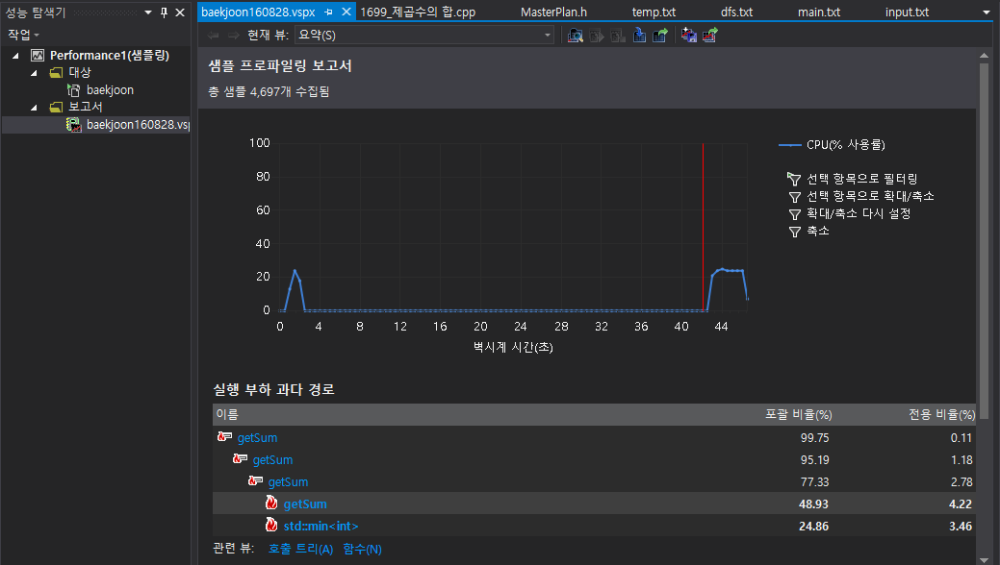 성능 탐색기
작업
Performance1(샘플링)
대상
baekjoon
보고서
baekjoon160828.vsp
baekjoon160828.vspx 1699_제곱수의 합.cpp MasterPlan.h temp.txt dfs.txt main.txt input.txt
현재 뷰: 요약(S)
샘플 프로파일링 보고서
총 샘플 4,697개 수집됨
100
80
60
40
20
0
0 4 8 12 16 20 24 28 32 36 40 44
벽시계 시간(초)
CPU(% 사용률)
선택 항목으로 필터링
선택 항목으로 확대/축소
확대/축소 다시 설정
축소
실행 부하 과다 경로
이름 포괄 비율(%) 전용 비율(%)
getSum 99.75 0.11
getSum 95.19 1.18
getSum 77.33 2.78
getSum 48.93 4.22
std::min<int> 24.86 3.46
관련 뷰: 호출 트리(A) 함수(N)